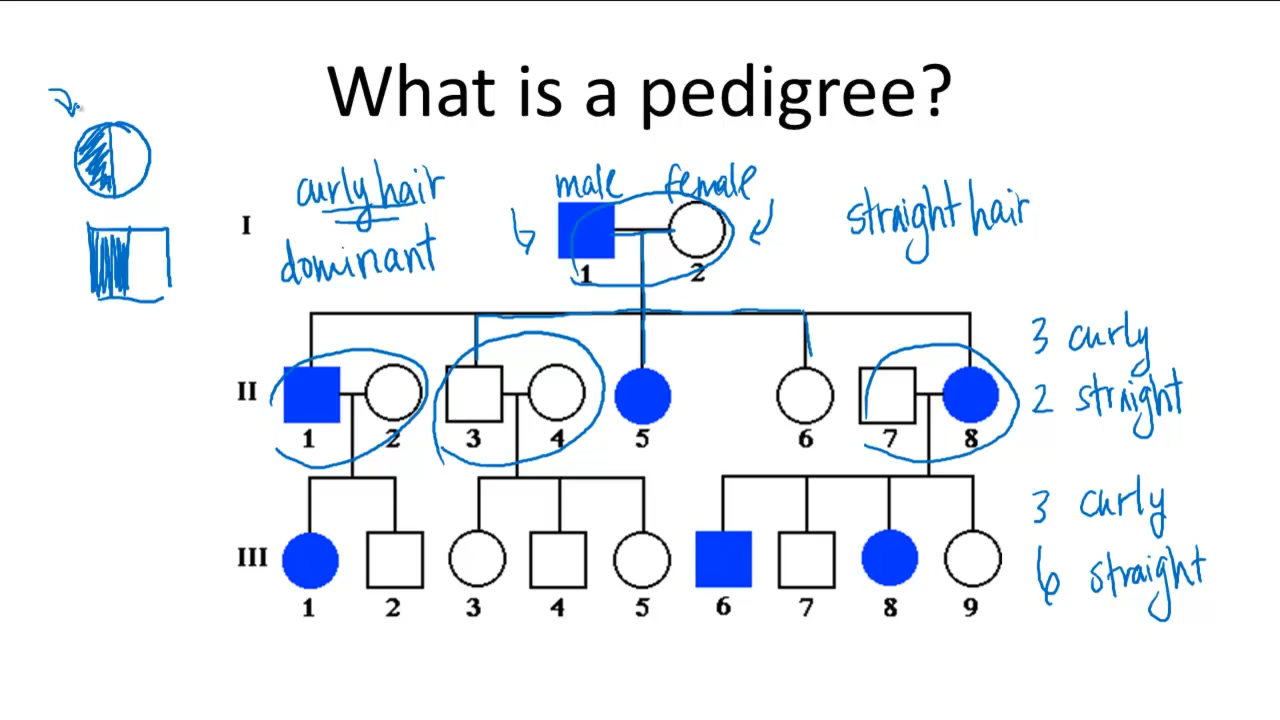 What is a pedigree?
curly hair
dominant
male female
straight hair
I
1 2
3 curly
2 straight
II
1 2 3 4 5 6 7 8
3 curly
6 straight
III
1 2 3 4 5 6 7 8 9